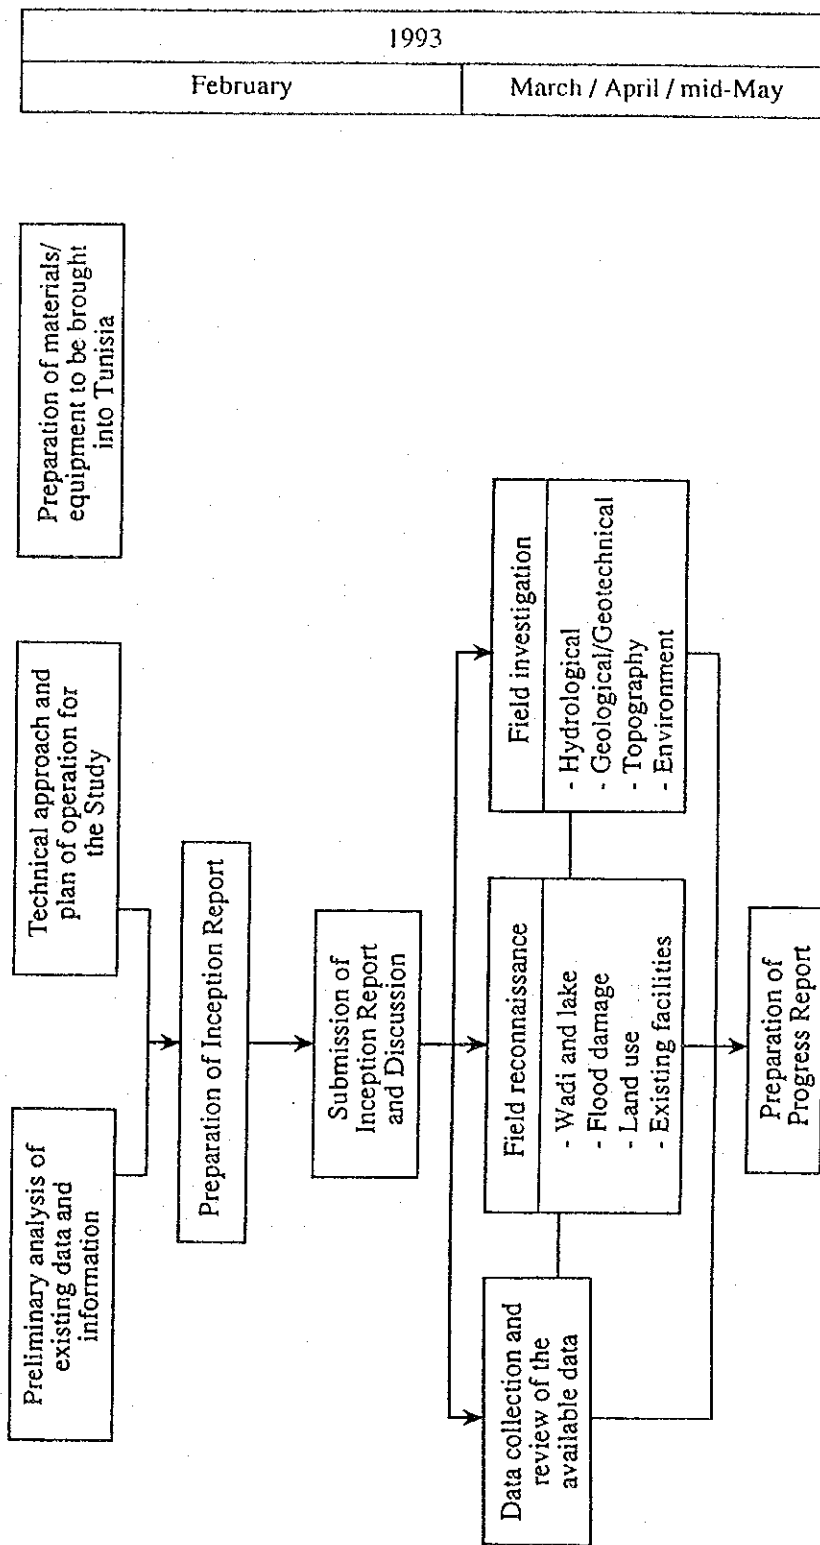 1993
February
March / April / mid-May
Preliminary analysis of
existing data and
information
Technical approach and
plan of operation for
the Study
Preparation of materials/
equipment to be brought
into Tunisia
Preparation of Inception Report
Submission of
Inception Report
and Discussion
Data collection and
review of the
available data
Field reconnaissance
- Wadi and lake
- Flood damage
- Land use
- Existing facilities
Field investigation
- Hydrological
- Geological/Geotechnical
- Topography
- Environment
Preparation of
Progress Report